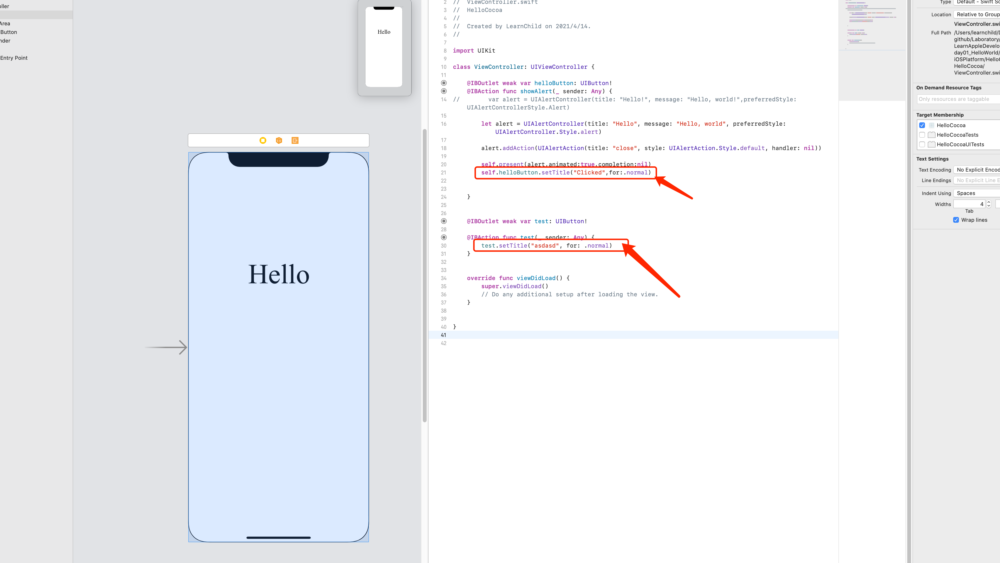 ller
Area
Button
nder
Entry Point
Hello
Hello
2 // ViewController.swift
3 // HelloCocoa
4 //
5 // Created by LearnChild on 2021/4/14.
6 //
7
8 import UIKit
9
10 class ViewController: UIViewController {
11
@IBOutlet weak var helloButton: UIButton!
@IBAction func showAlert(_ sender: Any) {
14 // var alert = UIAlertController(title: "Hello!", message: "Hello, world!",preferredStyle:
UIAlertControllerStyle.Alert)
15
16 let alert = UIAlertController(title: "Hello", message: "Hello, world", preferredStyle:
UIAlertController.Style.alert)
17
18 alert.addAction(UIAlertAction(title: "close", style: UIAlertAction.Style.default, handler: nil))
19
20 self.present(alert,animated:true,completion:nil)
21 self.helloButton.setTitle("Clicked",for:.normal)
22
23
24 }
25
26
@IBOutlet weak var test: UIButton!
28
@IBAction func test(_ sender: Any) {
30 test.setTitle("asdasd", for: .normal)
31 }
32
33
34 override func viewDidLoad() {
35 super.viewDidLoad()
36 // Do any additional setup after loading the view.
37 }
38
39
40 }
41
42
Type Default - Swift So
Location Relative to Group
ViewController.swi
Full Path /Users/learnchild/
github/Laboratory/
LearnAppleDevelo
day01_HelloWorld/
iOSPlatform/Hello
HelloCocoa/
ViewController.swi
On Demand Resource Tags
Only resources are taggable
Target Membership
HelloCocoa
HelloCocoaTests
HelloCocoaUITests
Text Settings
Text Encoding No Explicit Encod
Line Endings No Explicit Line E
Indent Using Spaces
Widths 4
Tab
Wrap lines